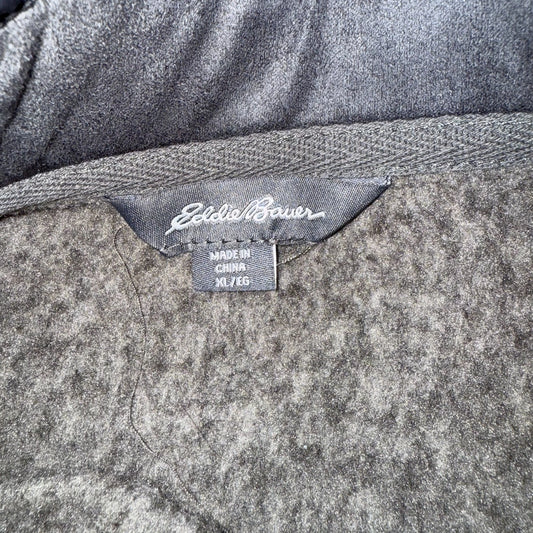 Eddie Bauer
MADE IN
CHINA
XL/EG